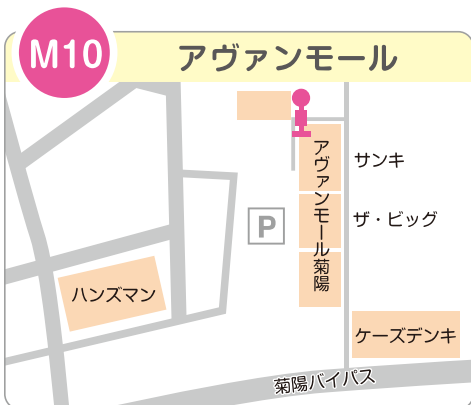 M10
アヴァンモール
サンキ
アヴァンモール菊陽
ザ・ビッグ
P
ハンズマン
ケーズデンキ
菊陽バイパス